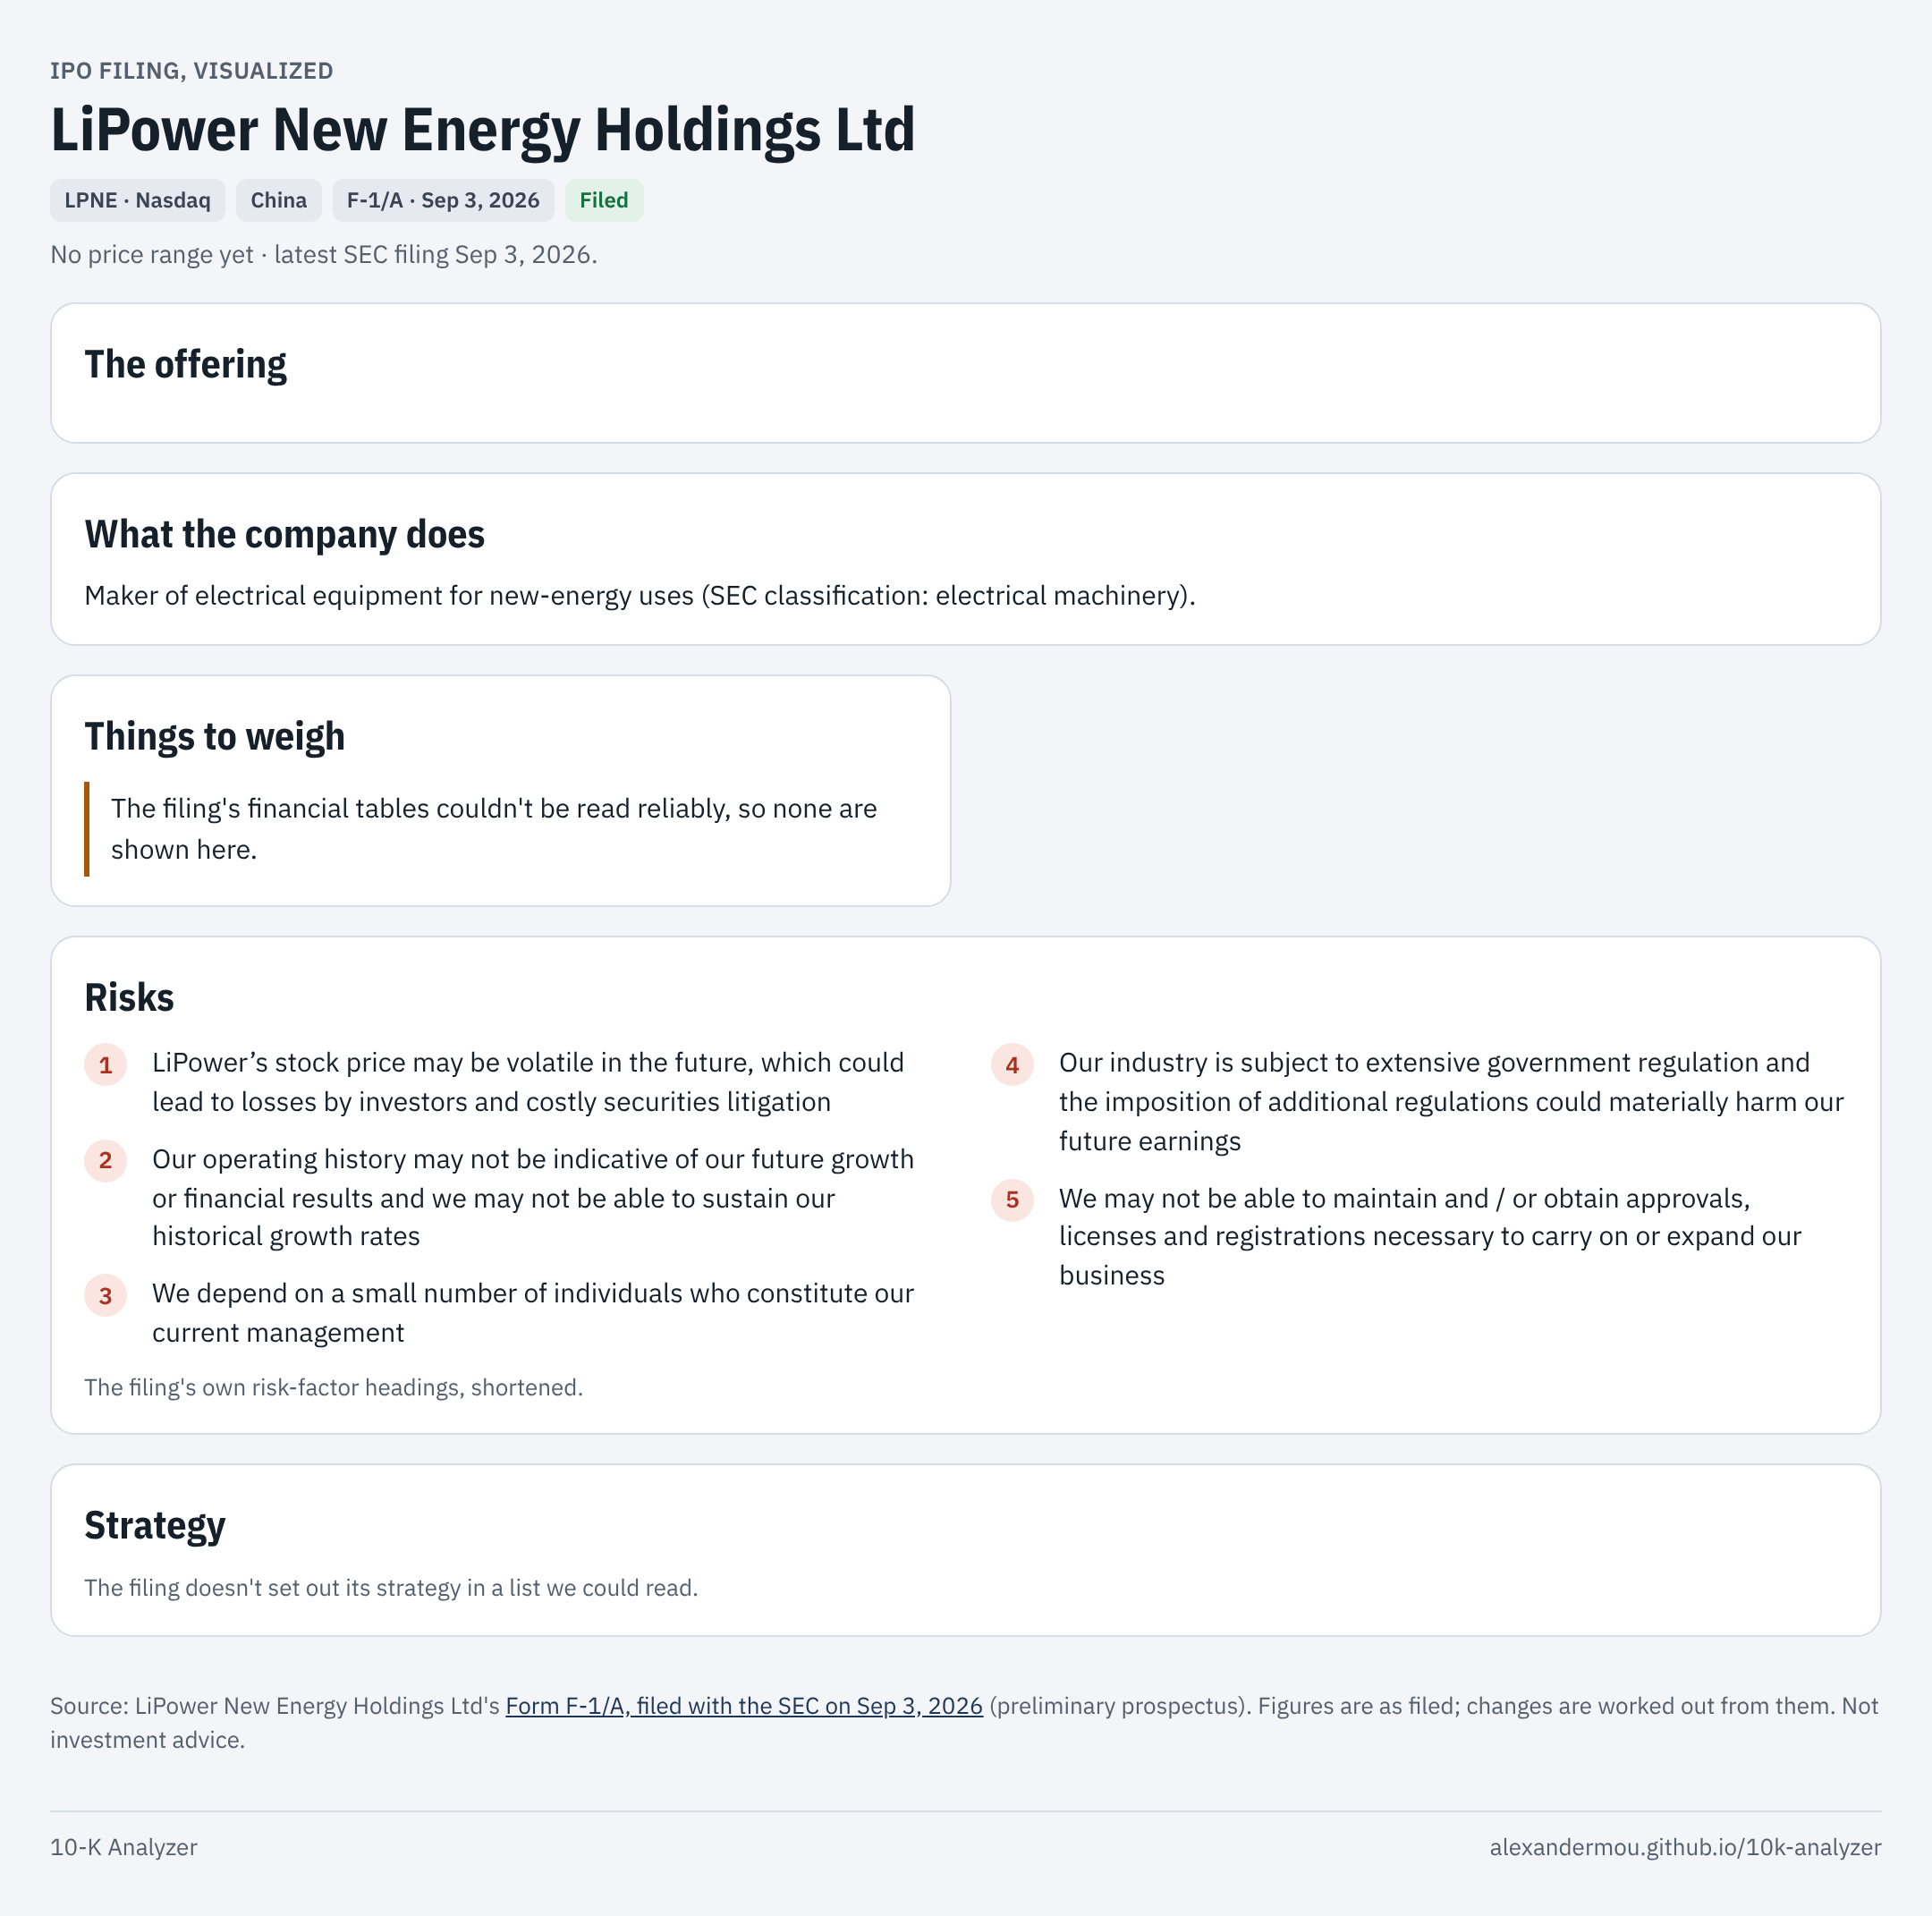 IPO FILING, VISUALIZED
LiPower New Energy Holdings Ltd
LPNE · Nasdaq
China
F-1/A · Sep 3, 2026
Filed
No price range yet · latest SEC filing Sep 3, 2026.
The offering
What the company does
Maker of electrical equipment for new-energy uses (SEC classification: electrical machinery).
Things to weigh
The filing's financial tables couldn't be read reliably, so none are
shown here.
Risks
1
LiPower’s stock price may be volatile in the future, which could
lead to losses by investors and costly securities litigation
2
Our operating history may not be indicative of our future growth
or financial results and we may not be able to sustain our
historical growth rates
3
We depend on a small number of individuals who constitute our
current management
4
Our industry is subject to extensive government regulation and
the imposition of additional regulations could materially harm our
future earnings
5
We may not be able to maintain and / or obtain approvals,
licenses and registrations necessary to carry on or expand our
business
The filing's own risk-factor headings, shortened.
Strategy
The filing doesn't set out its strategy in a list we could read.
Source: LiPower New Energy Holdings Ltd's Form F-1/A, filed with the SEC on Sep 3, 2026 (preliminary prospectus). Figures are as filed; changes are worked out from them. Not
investment advice.
10-K Analyzer
alexandermou.github.io/10k-analyzer